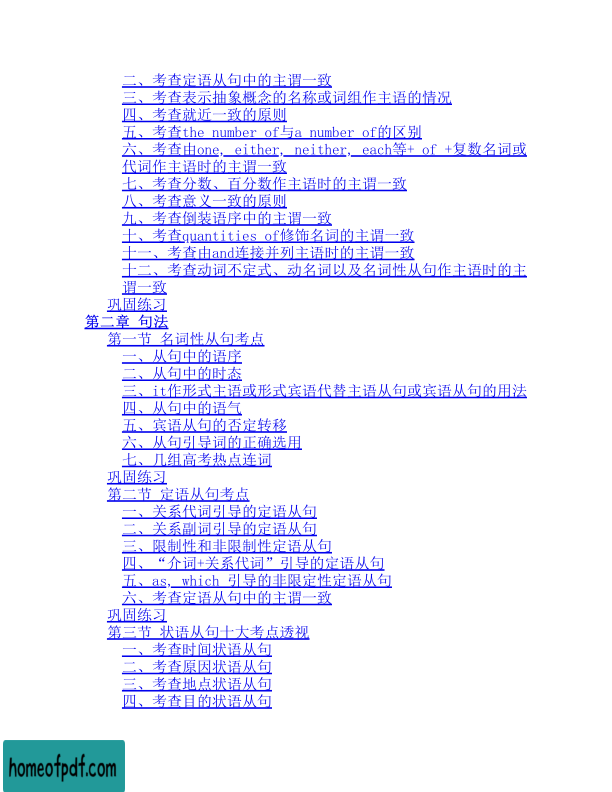 二、考查定语从句中的主谓一致
三、考查表示抽象概念的名称或词组作主语的情况
四、考查就近一致的原则
五、考查the number of与a number of的区别
六、考查由one, either, neither, each等+ of +复数名词或
代词作主语时的主谓一致
七、考查分数、百分数作主语时的主谓一致
八、考查意义一致的原则
九、考查倒装语序中的主谓一致
十、考查quantities of修饰名词的主谓一致
十一、考查由and连接并列主语时的主谓一致
十二、考查动词不定式、动名词以及名词性从句作主语时的主
谓一致
巩固练习
第二章 句法
第一节 名词性从句考点
一、从句中的语序
二、从句中的时态
三、it作形式主语或形式宾语代替主语从句或宾语从句的用法
四、从句中的语气
五、宾语从句的否定转移
六、从句引导词的正确选用
七、几组高考热点连词
巩固练习
第二节 定语从句考点
一、关系代词引导的定语从句
二、关系副词引导的定语从句
三、限制性和非限制性定语从句
四、“介词+关系代词”引导的定语从句
五、as, which 引导的非限定性定语从句
六、考查定语从句中的主谓一致
巩固练习
第三节 状语从句十大考点透视
一、考查时间状语从句
二、考查原因状语从句
三、考查地点状语从句
四、考查目的状语从句
homeofpdf.com